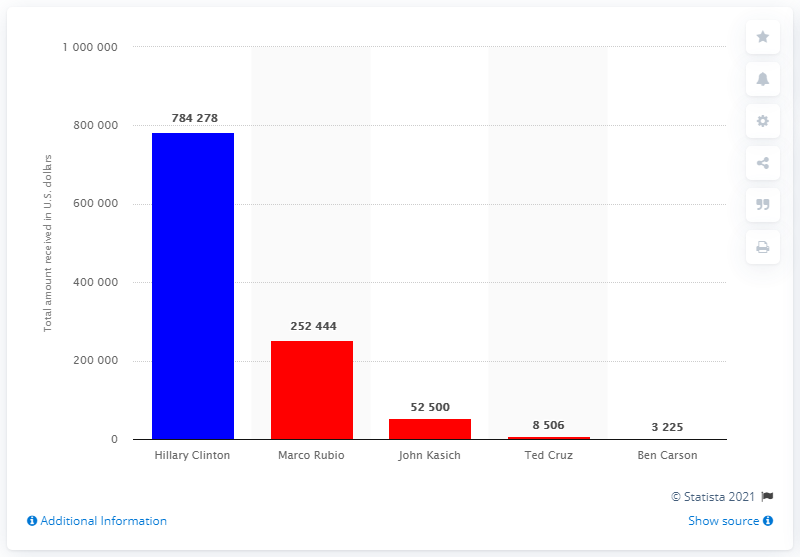 1 000 000
800 000
600 000
400 000
200 000
0
Total amount received in U.S. dollars
784 278
252 444
52 500
8 506
3 225
Hillary Clinton
Marco Rubio
John Kasich
Ted Cruz
Ben Carson
© Statista 2021
Additional Information
Show source